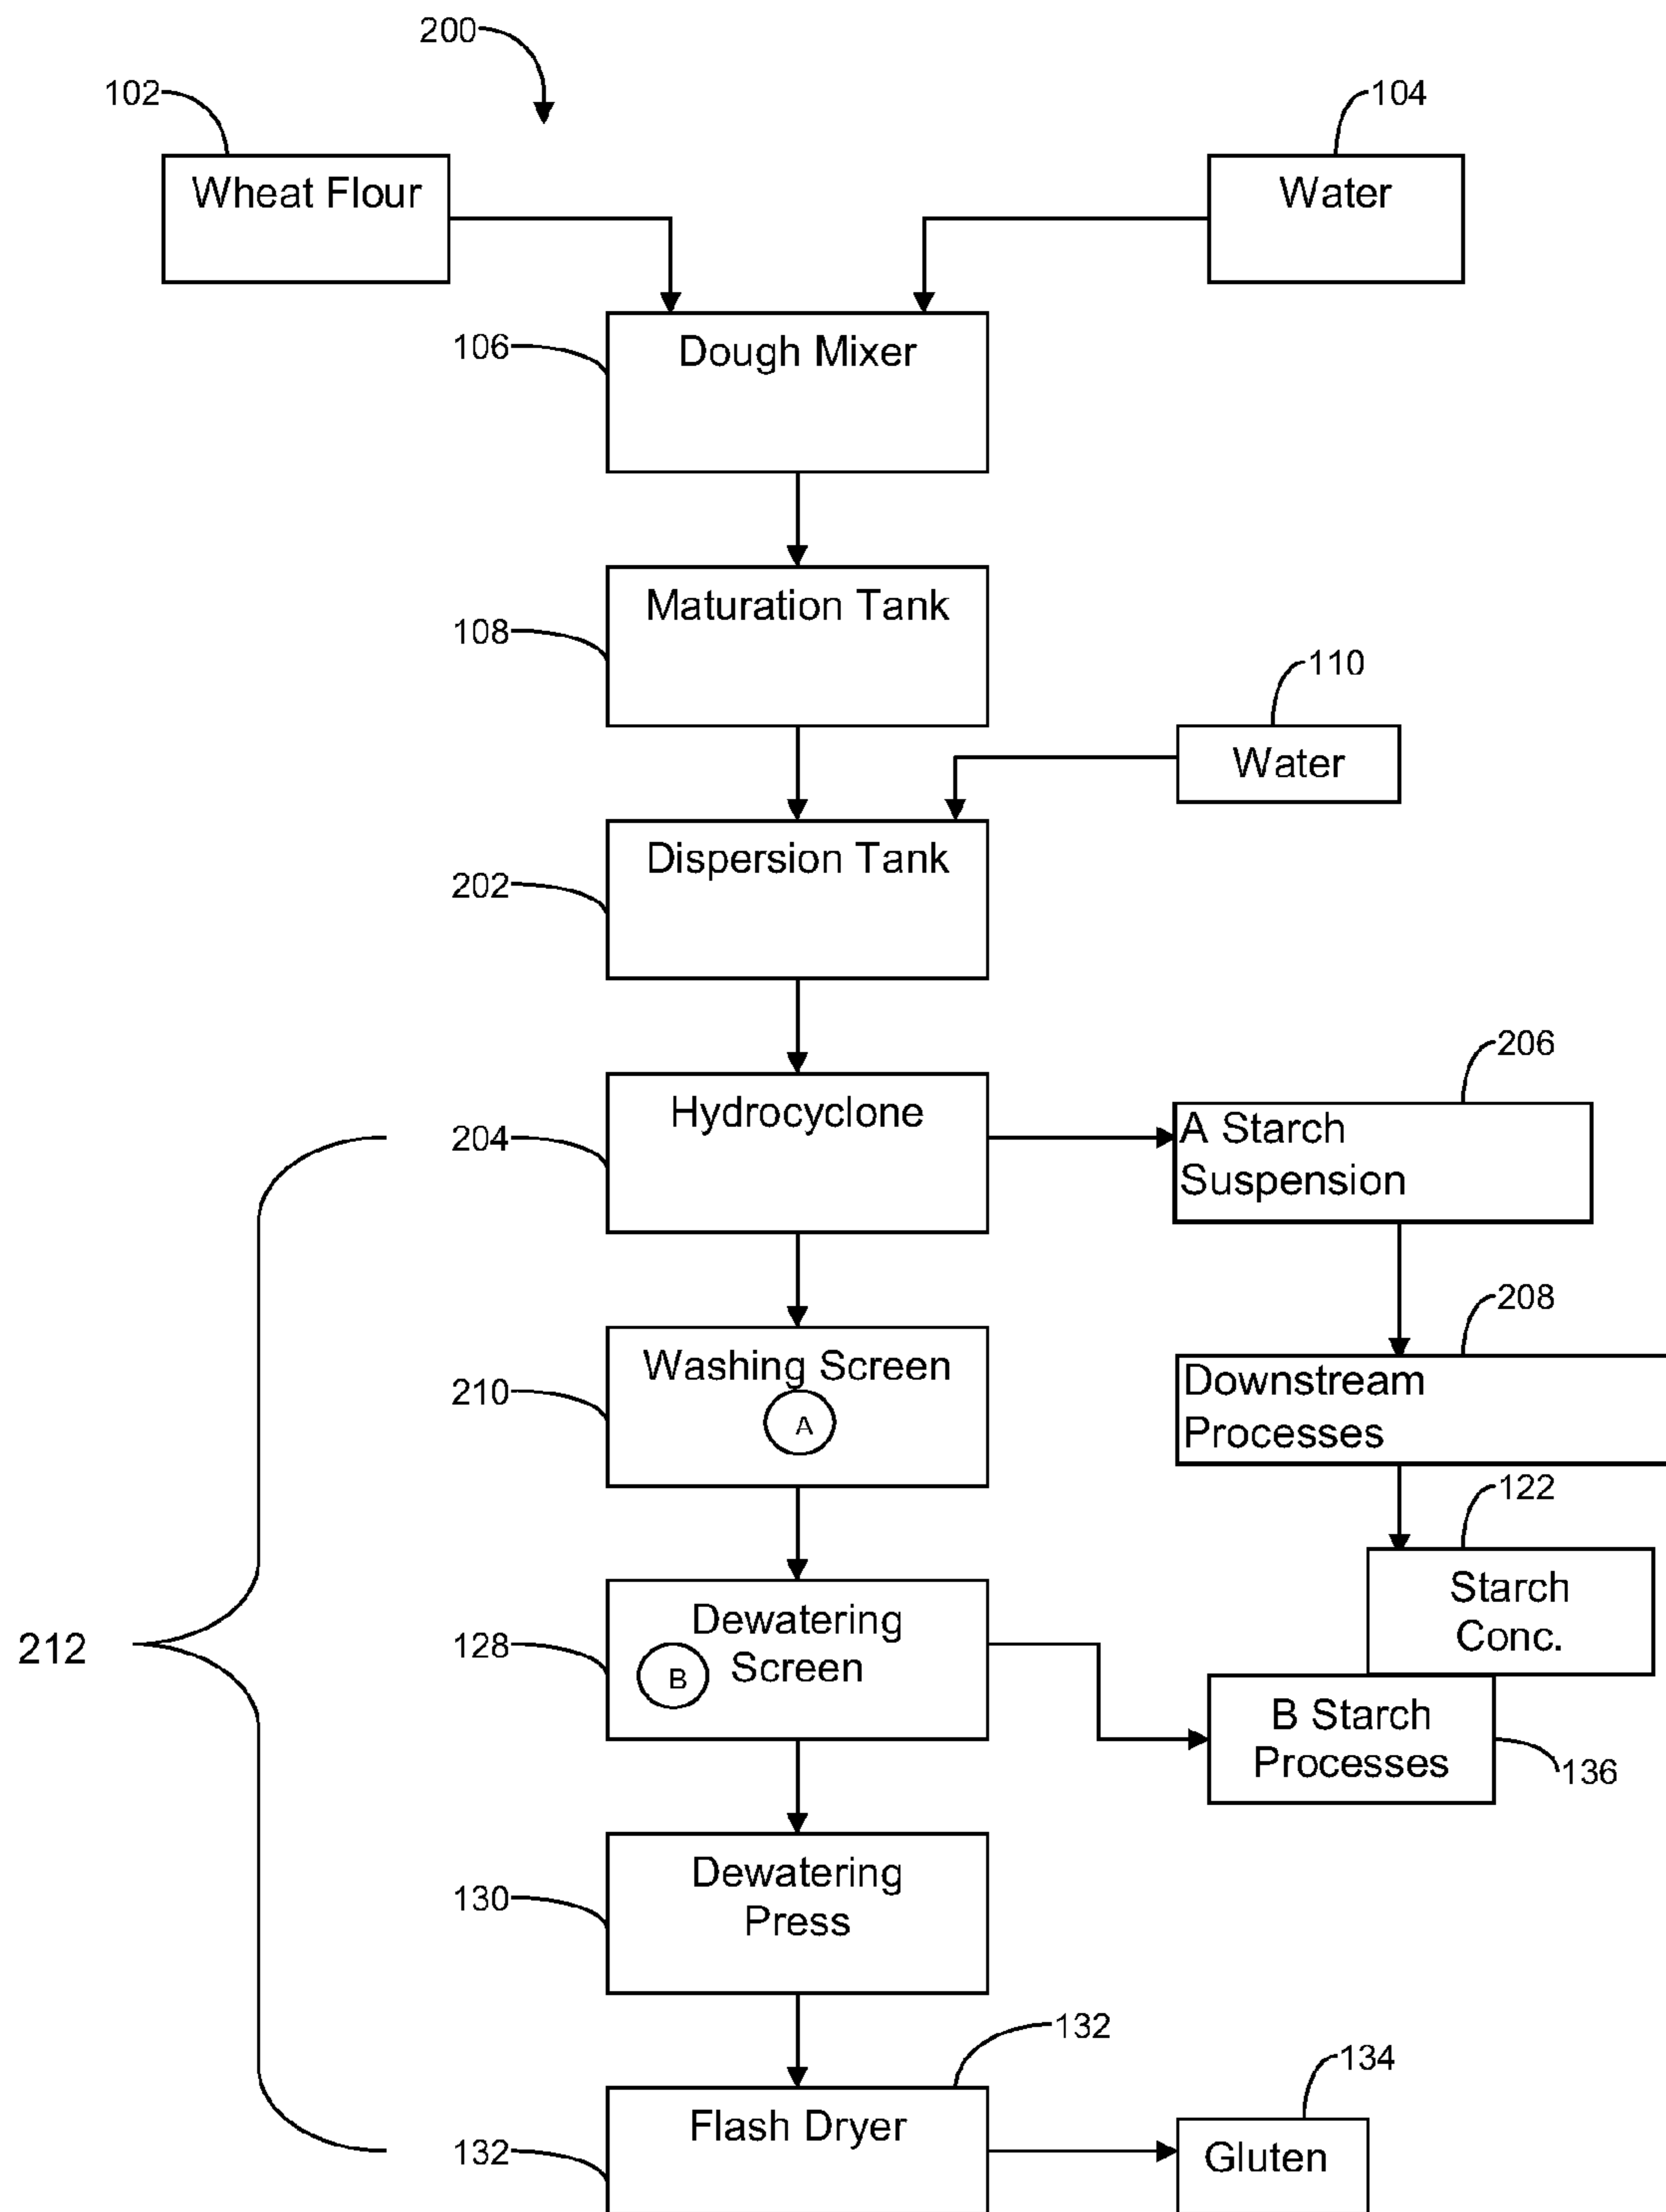 200
102
104
Wheat Flour
Water
106
Dough Mixer
108
Maturation Tank
110
Water
202
Dispersion Tank
206
204
Hydrocyclone
A Starch
Suspension
208
210
Washing Screen
A
Downstream
Processes
122
212
128
Dewatering
Screen
B
Starch
Conc.
B Starch
Processes
136
130
Dewatering
Press
132
134
132
Flash Dryer
Gluten